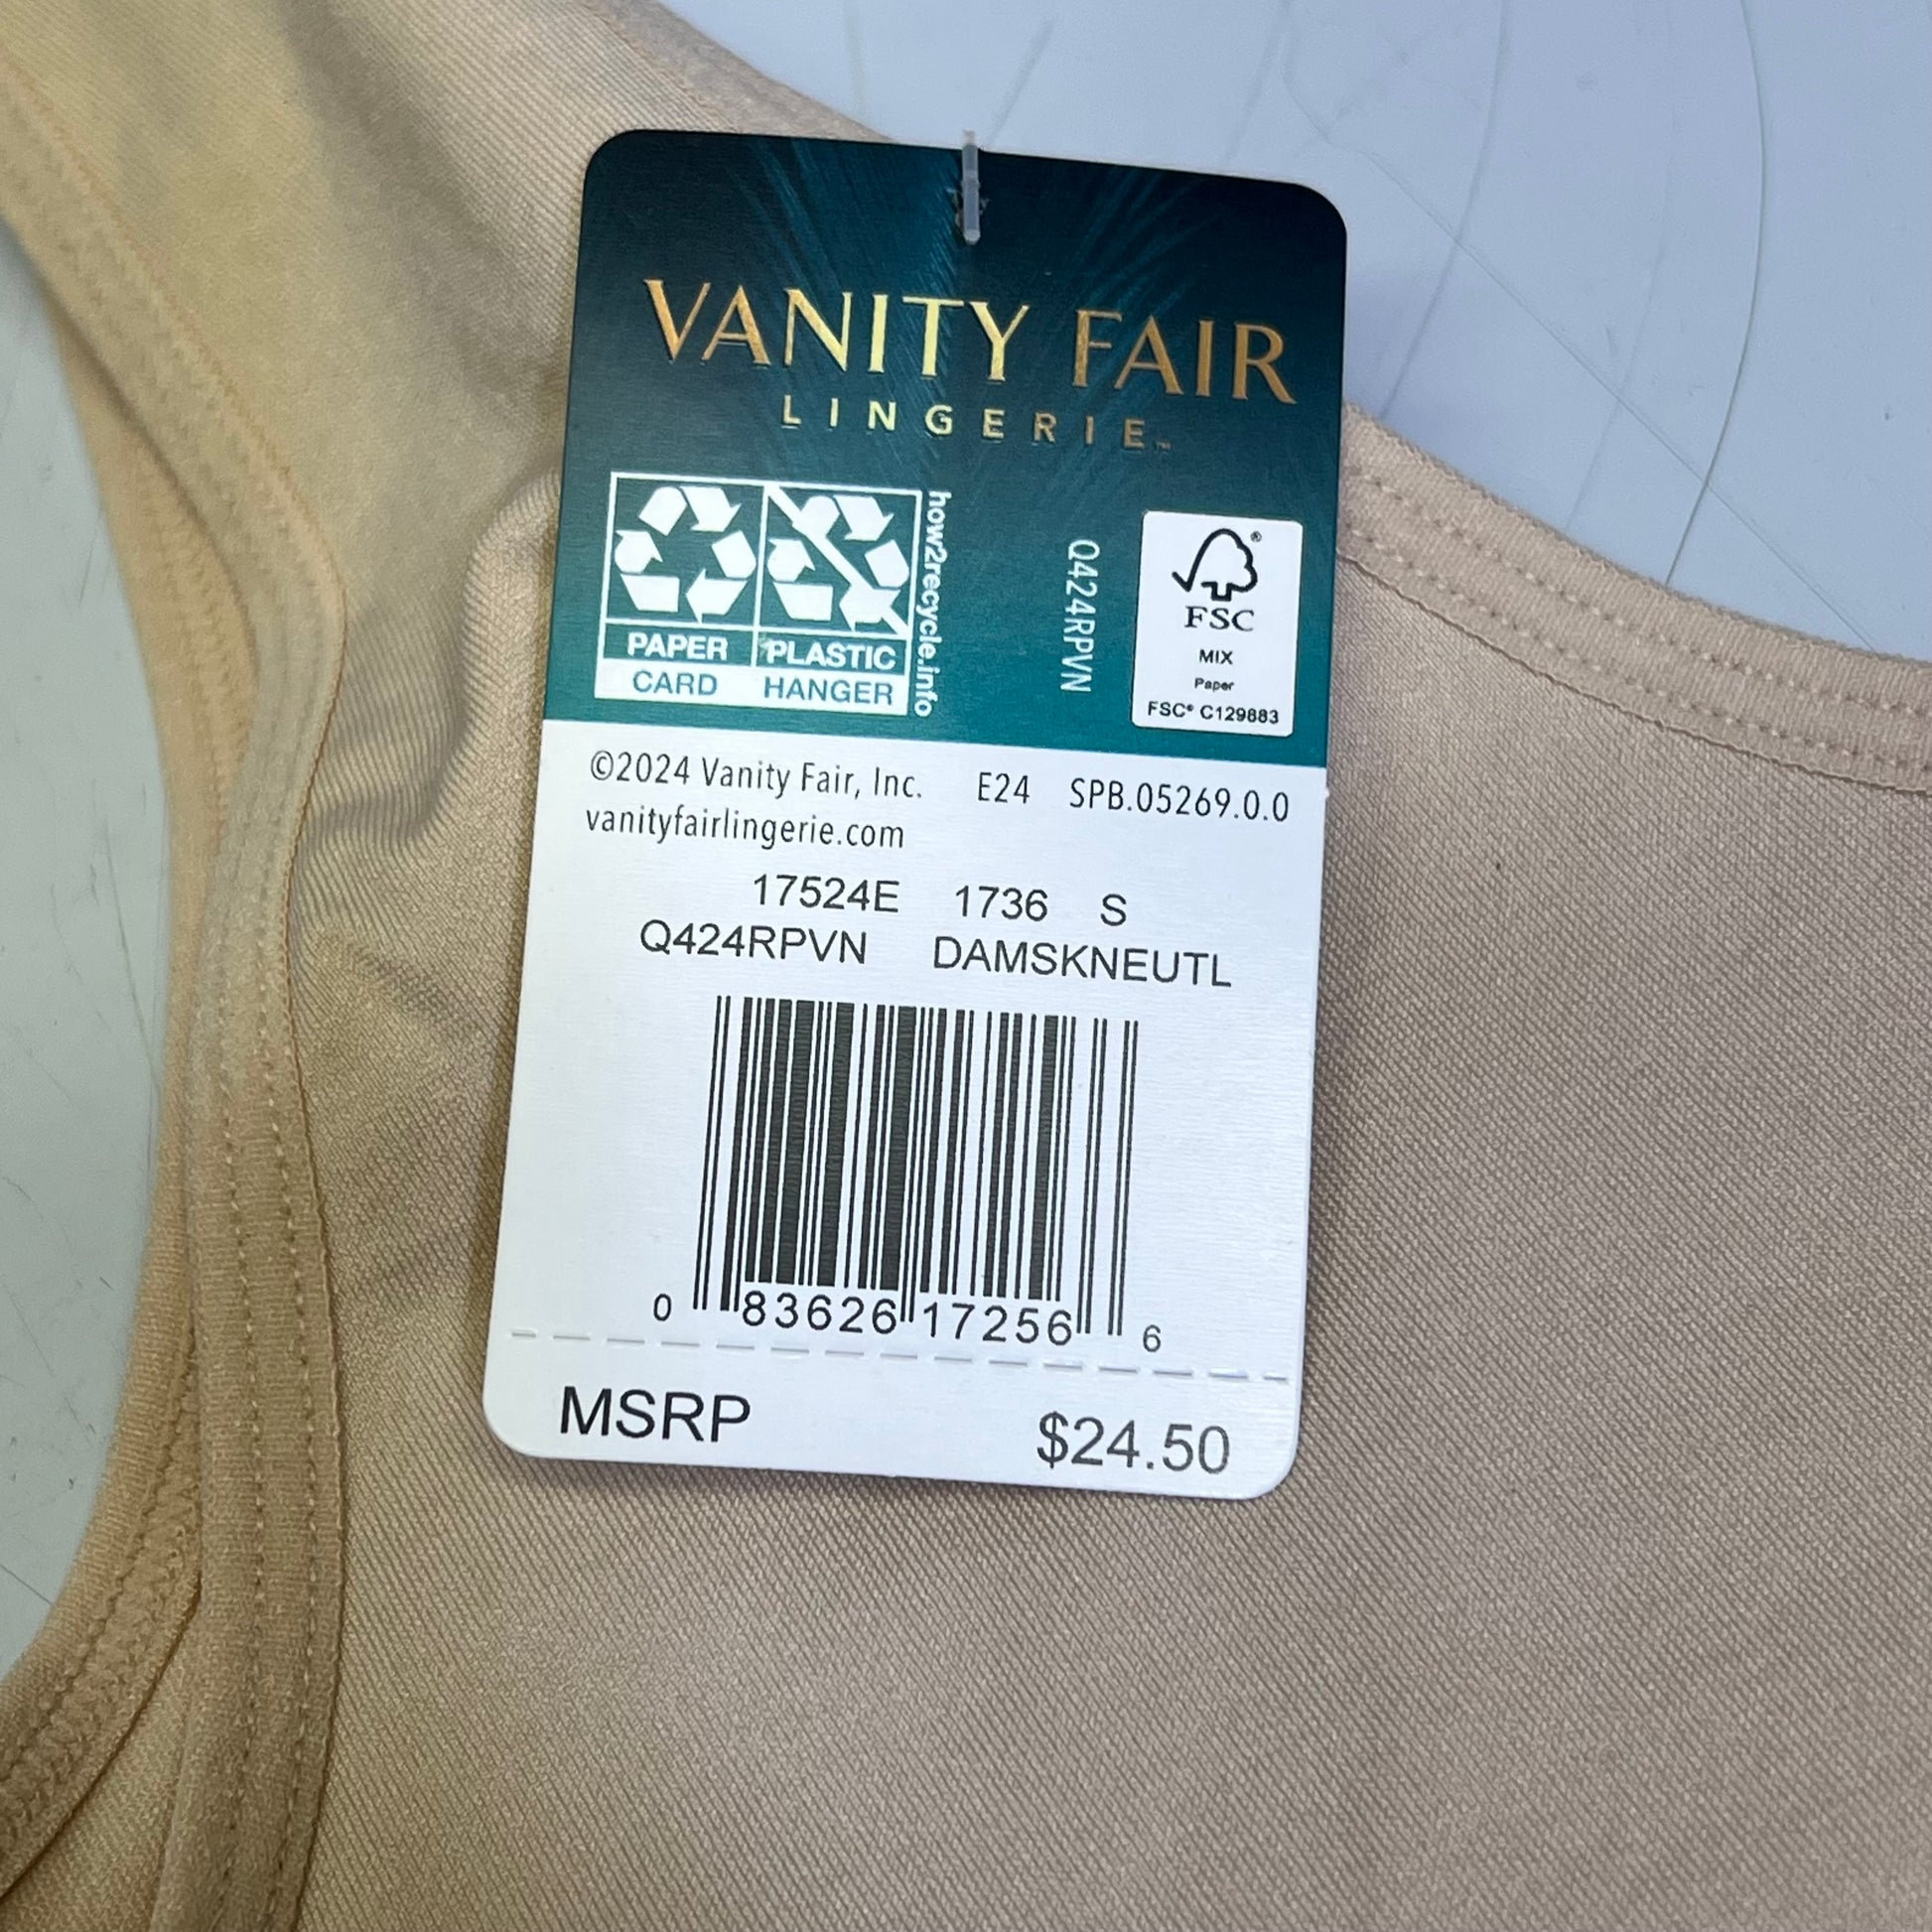 VANITY FAIR
LINGERIE™
PAPER PLASTIC
CARD HANGER
how2recycle.info
Q424RPVN
FSC®
MIX
Paper
FSC® C129883
©2024 Vanity Fair, Inc. E24 SPB.05269.0.0
vanityfairlingerie.com
17524E 1736 S
Q424RPVN DAMSKNEUTL
0 83626 17256 6
MSRP $24.50